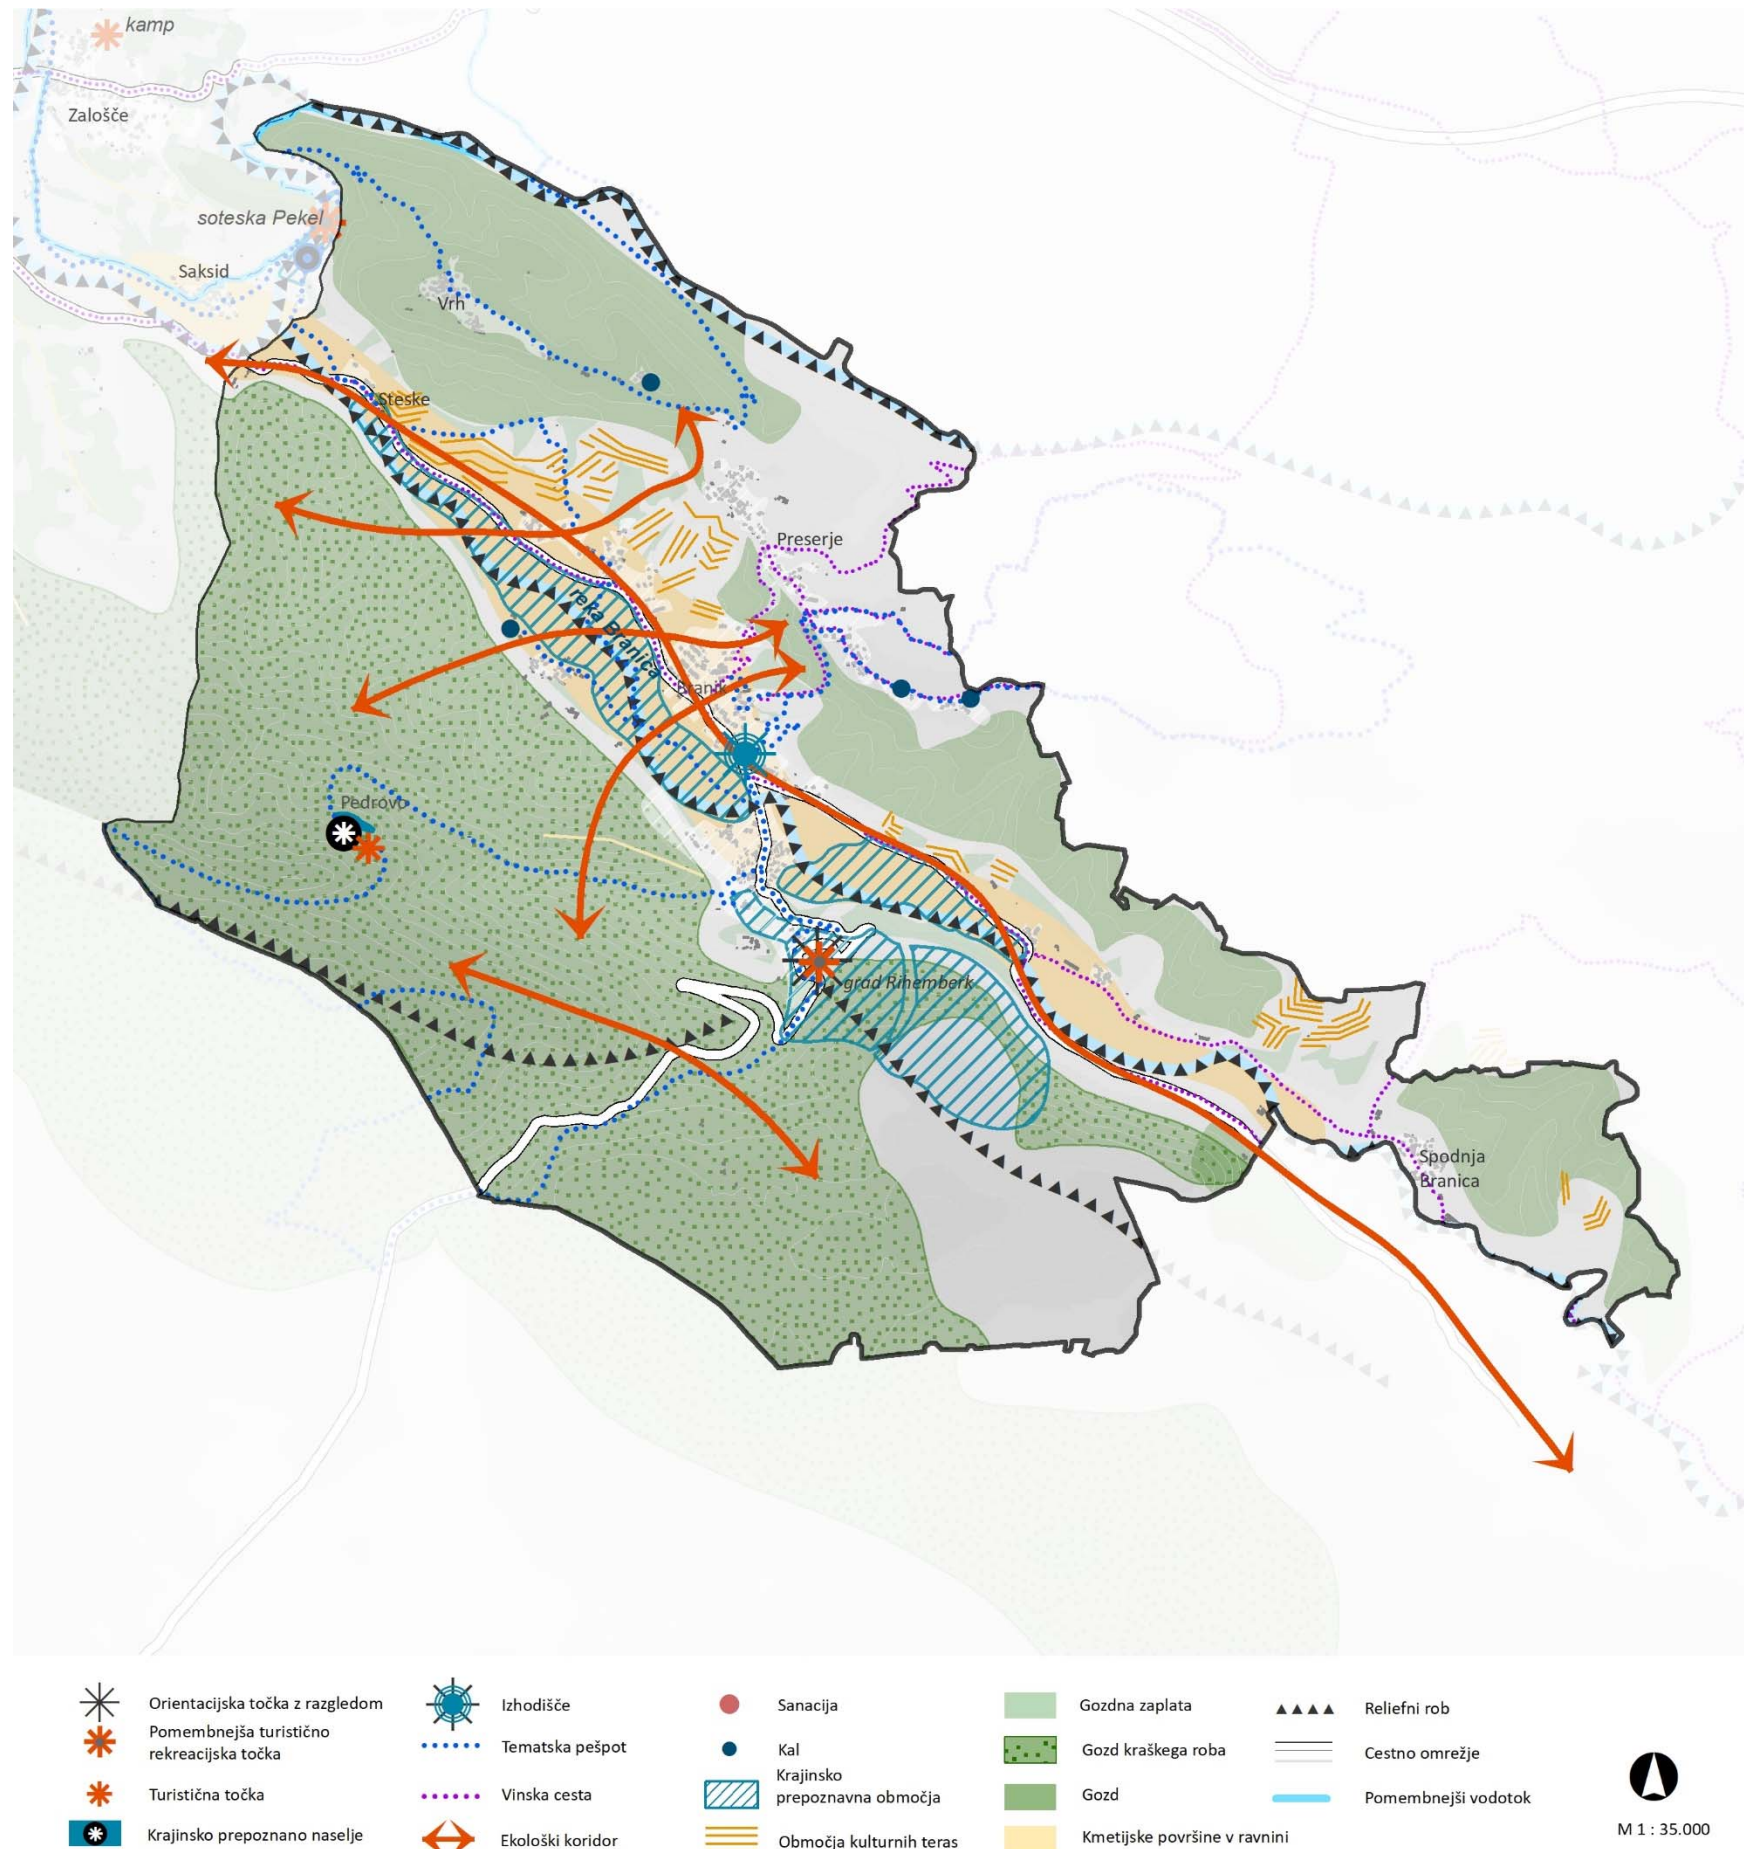 kamp
Zalošče
soteska Pekel
Saksid
Vrh
Steske
Preserje
reka Branica
Branik
Pedrovo
grad Rihemberk
Spodnja
Branica
Orientacijska točka z razgledom
Pomembnejša turistično
rekreacijska točka
Turistična točka
Krajinsko prepoznano naselje
Izhodišče
Tematska pešpot
Vinska cesta
Ekološki koridor
Sanacija
Kal
Krajinsko
prepoznavna območja
Območja kulturnih teras
Gozdna zaplata
Gozd kraškega roba
Gozd
Kmetijske površine v ravnini
Reliefni rob
Cestno omrežje
Pomembnejši vodotok
M 1 : 35.000